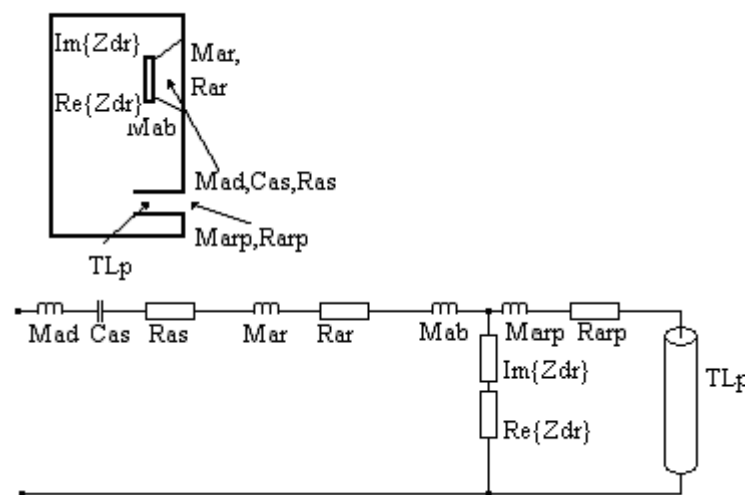 Im{Zdr}
Mar,
Rar
Re{Zdr}
Mab
Mad,Cas,Ras
Marp,Rarp
TLp
Mad Cas Ras Mar Rar Mab Marp Rarp
Im{Zdr}
TLp
Re{Zdr}